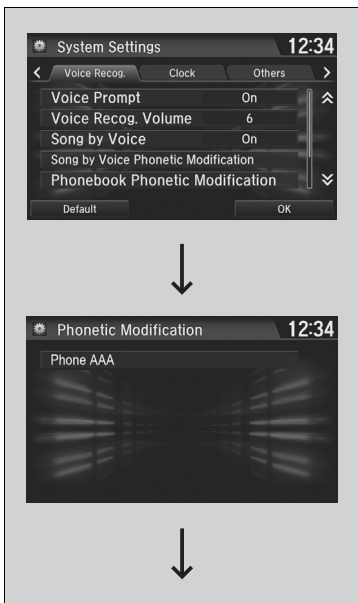 System Settings 12:34
Voice Recog. Clock Others
Voice Prompt On
Voice Recog. Volume 6
Song by Voice On
Song by Voice Phonetic Modification
Phonebook Phonetic Modification
Default OK
Phonetic Modification 12:34
Phone AAA